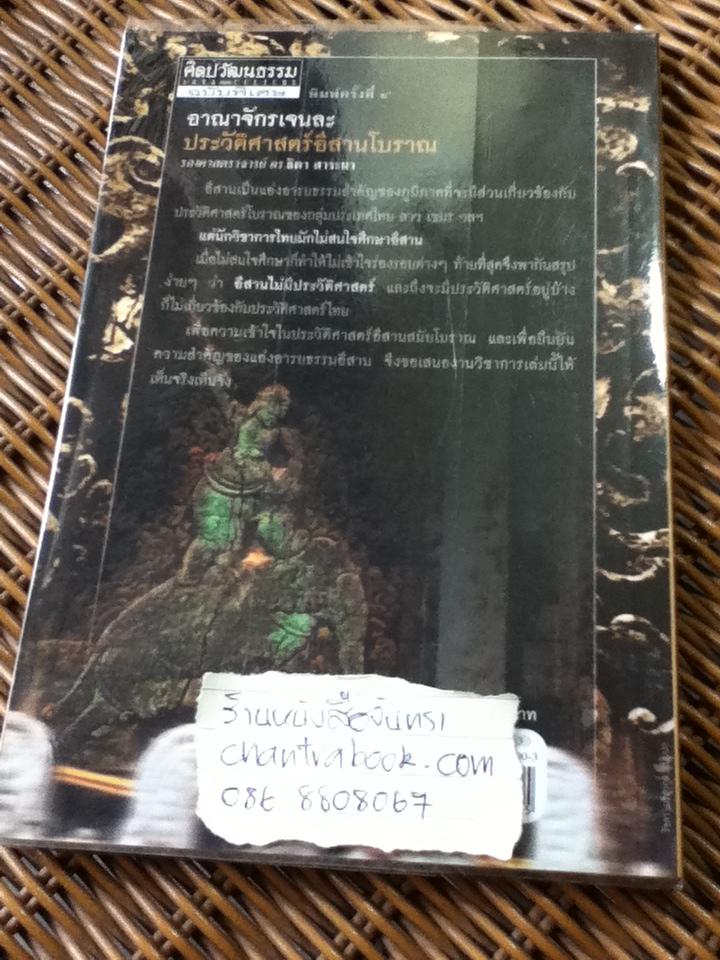 ศิลปวัฒนธรรม
ฉบับพิเศษ
พิมพ์ครั้งที่ ๔
อาณาจักรเจนละ
ประวัติศาสตร์อีสานโบราณ
รองศาสตราจารย์ ดร.ธิดา สาระยา
อีสานเป็นแอ่งอารยธรรมสำคัญของภูมิภาคที่จะมีส่วนเกี่ยวข้องกับ
ประวัติศาสตร์โบราณของกลุ่มประเทศไทย ลาว เขมร ฯลฯ
แต่นักวิชาการไทยมักไม่สนใจศึกษาอีสาน
เมื่อไม่สนใจศึกษาก็ทำให้ไม่เข้าใจร่องรอยต่างๆ ท้ายที่สุดจึงพากันสรุป
ง่ายๆ ว่า อีสานไม่มีประวัติศาสตร์ และถึงจะมีประวัติศาสตร์อยู่บ้าง
ก็ไม่เกี่ยวข้องกับประวัติศาสตร์ไทย
เพื่อความเข้าใจในประวัติศาสตร์อีสานสมัยโบราณ และเพื่อยืนยัน
ความสำคัญของแอ่งอารยธรรมอีสาน จึงขอเสนองานวิชาการเล่มนี้ให้
เห็นจริงเห็นจัง
ร้านหนังสือจันทรา
chantrabook.com
086 8808067